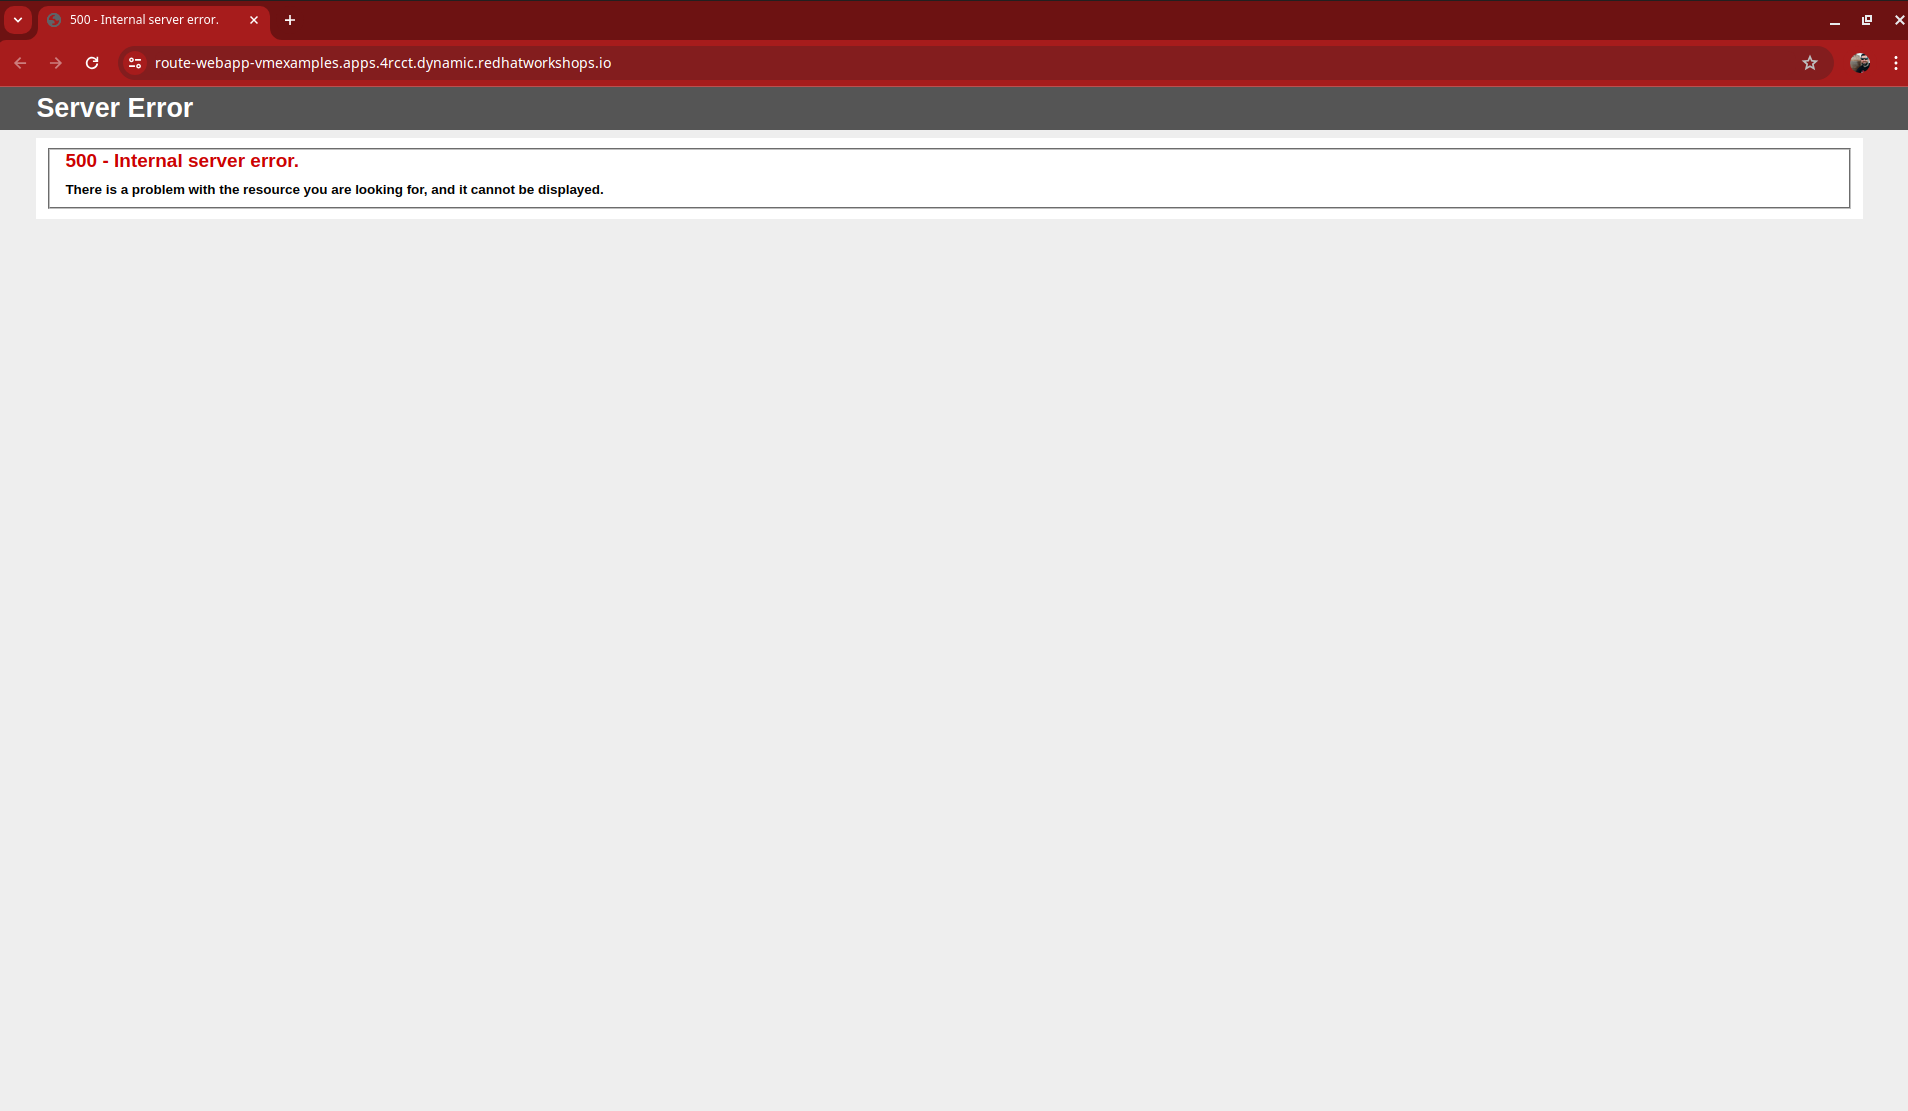 500 - Internal server error.
route-webapp-vmexamples.apps.4rcct.dynamic.redhatworkshops.io
Server Error
500 - Internal server error.
There is a problem with the resource you are looking for, and it cannot be displayed.